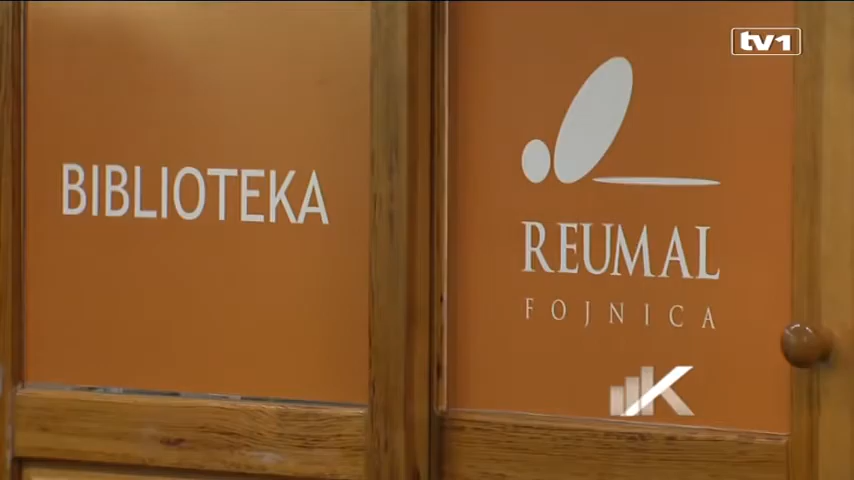 tv1
BIBLIOTEKA
REUMAL
FOJNICA
K